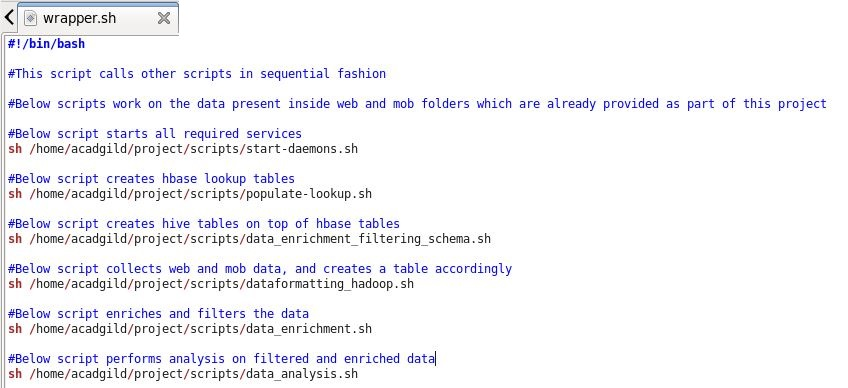 wrapper.sh
#!/bin/bash
#This script calls other scripts in sequential fashion
#Below scripts work on the data present inside web and mob folders which are already provided as part of this project
#Below script starts all required services
sh /home/acadgild/project/scripts/start-daemons.sh
#Below script creates hbase lookup tables
sh /home/acadgild/project/scripts/populate-lookup.sh
#Below script creates hive tables on top of hbase tables
sh /home/acadgild/project/scripts/data_enrichment_filtering_schema.sh
#Below script collects web and mob data, and creates a table accordingly
sh /home/acadgild/project/scripts/dataformatting_hadoop.sh
#Below script enriches and filters the data
sh /home/acadgild/project/scripts/data_enrichment.sh
#Below script performs analysis on filtered and enriched data
sh /home/acadgild/project/scripts/data_analysis.sh